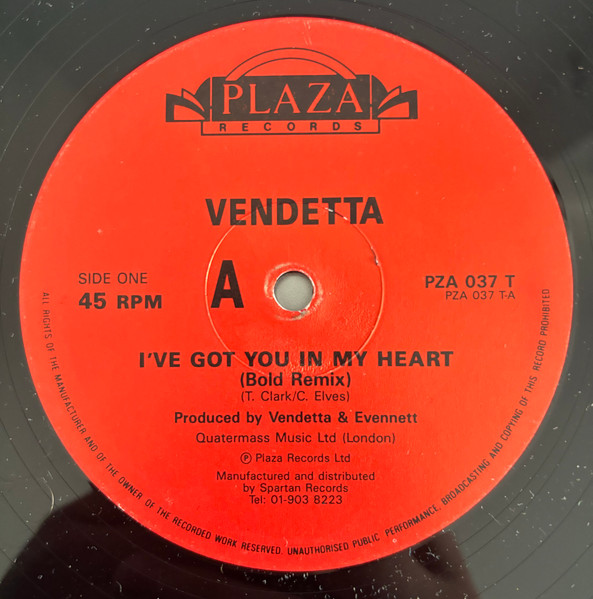 PLAZA
RECORDS
VENDETTA
SIDE ONE
45 RPM
A
PZA 037 T
PZA 037 T-A
I'VE GOT YOU IN MY HEART
(Bold Remix)
(T. Clark/C. Elves)
Produced by Vendetta & Evennett
Quatermass Music Ltd (London)
Ⓟ Plaza Records Ltd
Manufactured and distributed
by Spartan Records
Tel: 01-903 8223
ALL RIGHTS OF THE MANUFACTURER AND OF THE OWNER OF THE RECORDED WORK RESERVED. UNAUTHORISED PUBLIC PERFORMANCE, BROADCASTING AND COPYING OF THIS RECORD PROHIBITED